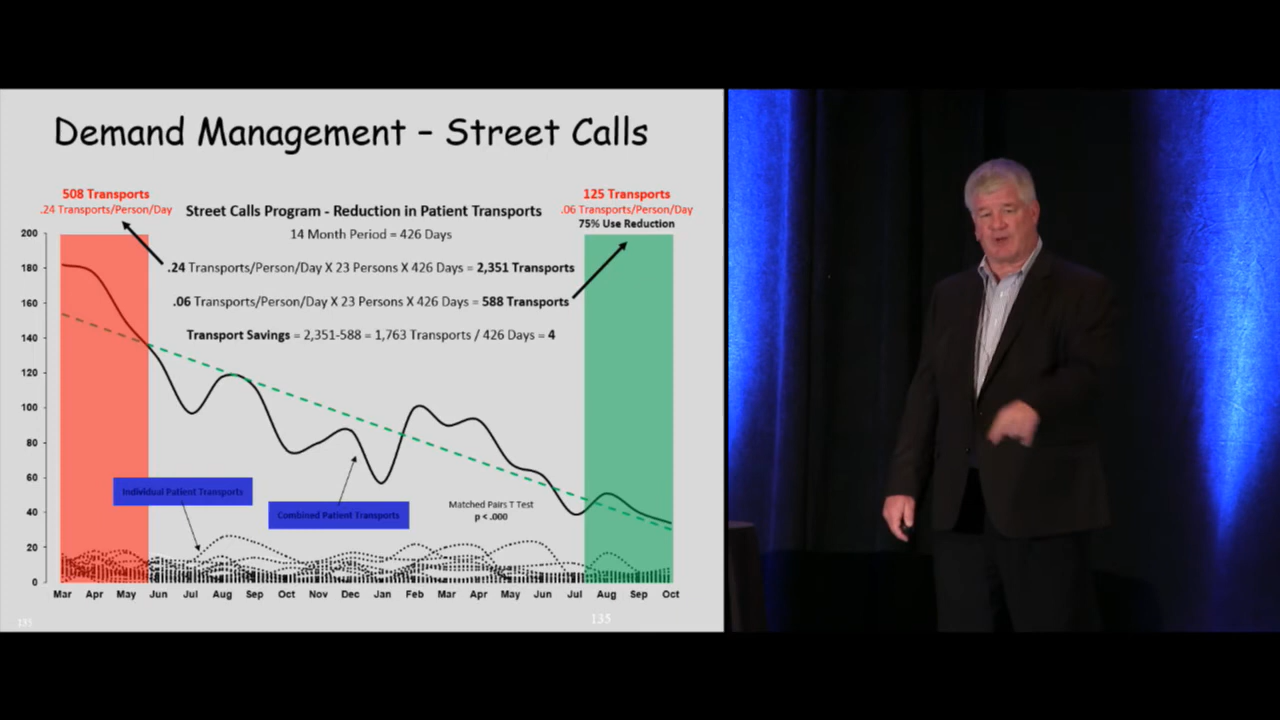 Demand Management – Street Calls
508 Transports
.24 Transports/Person/Day
125 Transports
.06 Transports/Person/Day
75% Use Reduction
Street Calls Program - Reduction in Patient Transports
14 Month Period = 426 Days
.24 Transports/Person/Day X 23 Persons X 426 Days = 2,351 Transports
.06 Transports/Person/Day X 23 Persons X 426 Days = 588 Transports
Transport Savings = 2,351-588 = 1,763 Transports / 426 Days = 4
200
180
160
140
120
100
80
60
40
20
0
Individual Patient Transports
Combined Patient Transports
Matched Pairs T Test
p < .000
Mar Apr May Jun Jul Aug Sep Oct Nov Dec Jan Feb Mar Apr May Jun Jul Aug Sep Oct
135